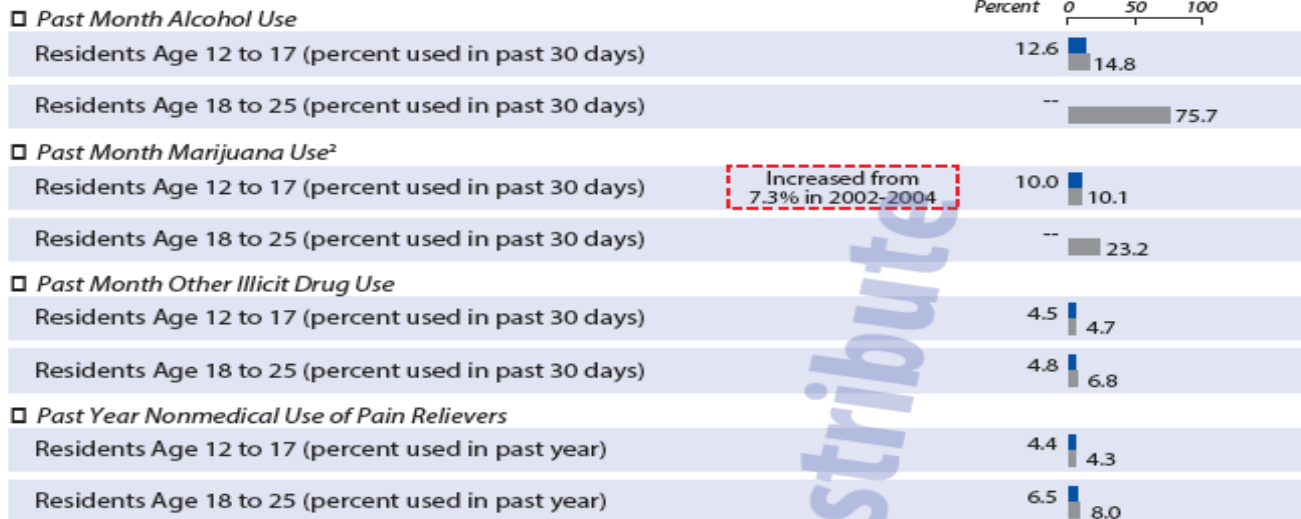 Percent 0 50 100
□ Past Month Alcohol Use
Residents Age 12 to 17 (percent used in past 30 days) 12.6 14.8
Residents Age 18 to 25 (percent used in past 30 days) -- 75.7
□ Past Month Marijuana Use²
Residents Age 12 to 17 (percent used in past 30 days) Increased from 10.0 10.1
7.3% in 2002-2004
Residents Age 18 to 25 (percent used in past 30 days) -- 23.2
□ Past Month Other Illicit Drug Use
Residents Age 12 to 17 (percent used in past 30 days) 4.5 4.7
Residents Age 18 to 25 (percent used in past 30 days) 4.8 6.8
□ Past Year Nonmedical Use of Pain Relievers
Residents Age 12 to 17 (percent used in past year) 4.4 4.3
Residents Age 18 to 25 (percent used in past year) 6.5 8.0
stribute